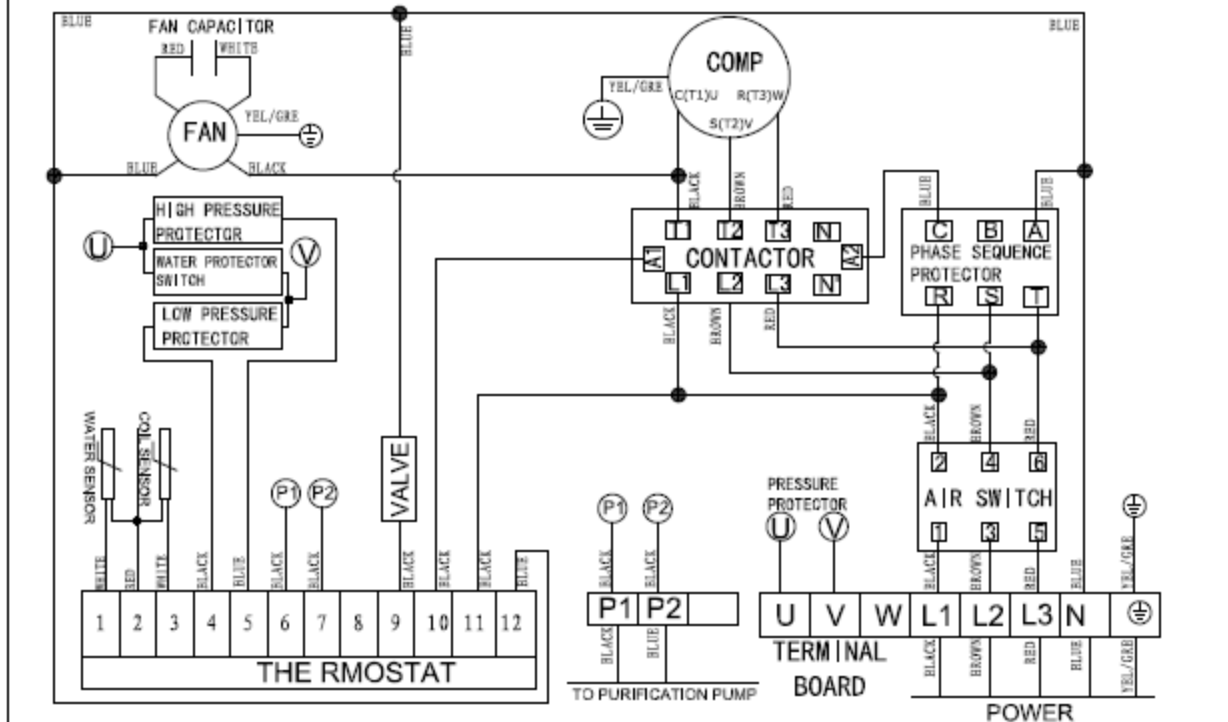 BLUE
BLUE
BLUE
FAN CAPACITOR
RED
WHITE
FAN
YEL/GRE
BLUE
BLACK
COMP
YEL/GRE
C(T1)U
R(T3)W
S(T2)V
BLACK
BROWN
RED
BLUE
BLUE
HIGH PRESSURE
PROTECTOR
U
V
WATER PROTECTOR
SWITCH
LOW PRESSURE
PROTECTOR
T1 T2 T3 N
A1 CONTACTOR A2
L1 L2 L3 N'
C B A
PHASE SEQUENCE
PROTECTOR
R S T
BLACK
BROWN
RED
WATER SENSOR
COIL SENSOR
P1
P2
VALVE
BLACK
BROWN
RED
2 4 6
AIR SWITCH
1 3 5
PRESSURE
PROTECTOR
U
V
P1
P2
WHITE
RED
WHITE
BLACK
BLUE
BLACK
BLACK
BLACK
BLACK
BLACK
BLUE
BLACK
BLACK
BLACK
BROWN
RED
BLUE
YEL/GRE
1 2 3 4 5 6 7 8 9 10 11 12
THE RMOSTAT
P1 P2
BLACK
BLUE
TO PURIFICATION PUMP
U V W L1 L2 L3 N
TERMINAL
BOARD
BLACK
BROWN
RED
BLUE
YEL/GRE
POWER